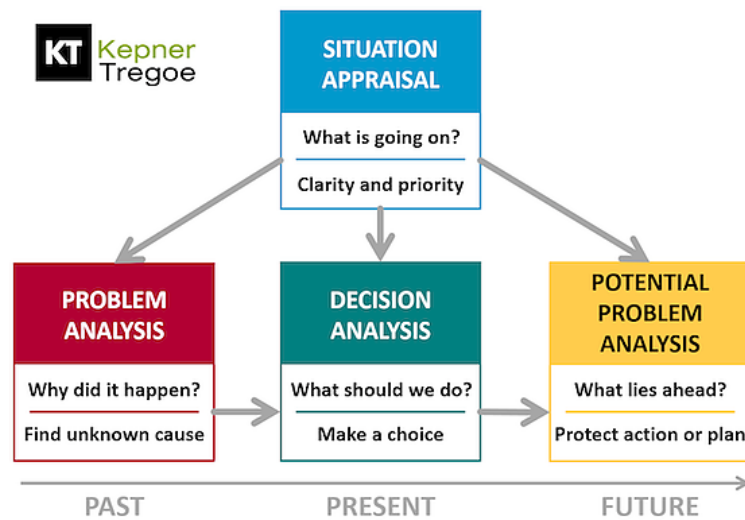 KT Kepner
Tregoe
SITUATION
APPRAISAL
What is going on?
Clarity and priority
PROBLEM
ANALYSIS
Why did it happen?
Find unknown cause
DECISION
ANALYSIS
What should we do?
Make a choice
POTENTIAL
PROBLEM
ANALYSIS
What lies ahead?
Protect action or plan
PAST
PRESENT
FUTURE